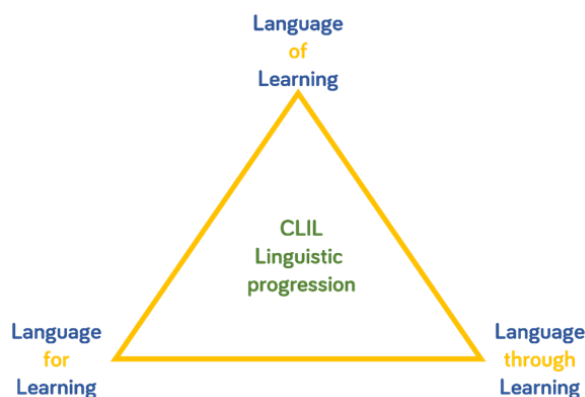 Language
of
Learning
CLIL
Linguistic
progression
Language
for
Learning
Language
through
Learning